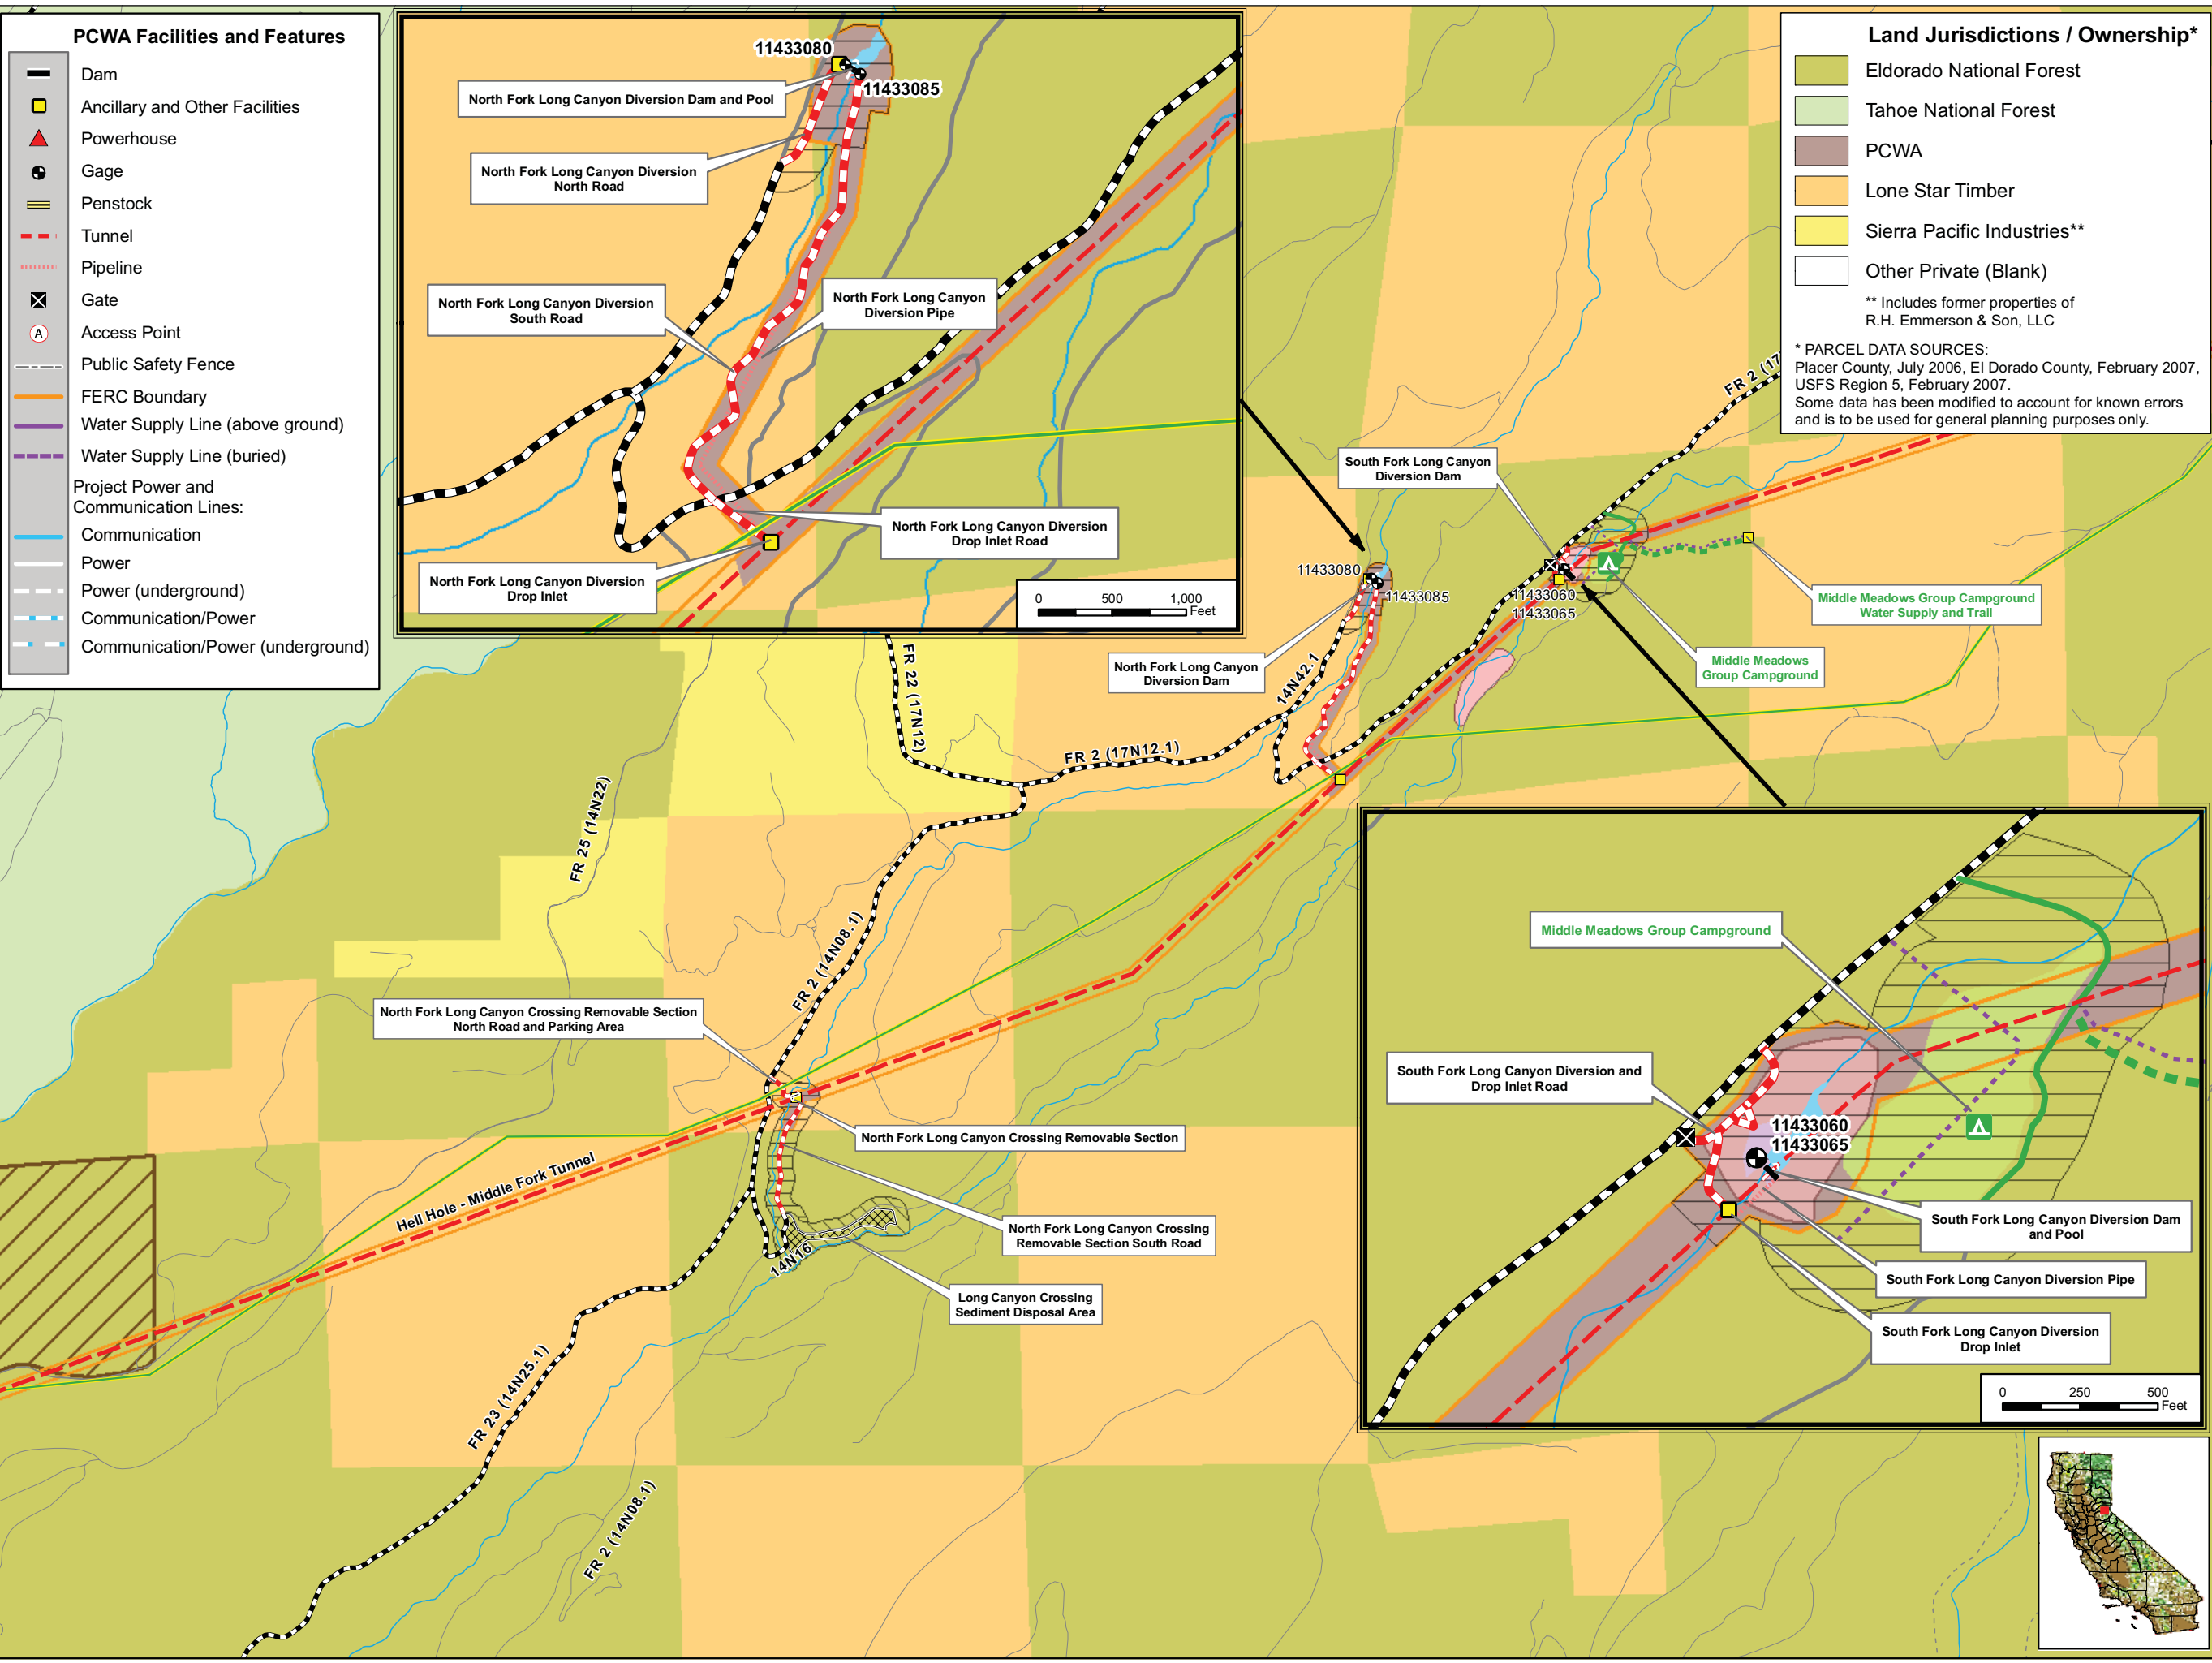 PCWA Facilities and Features
Dam
Ancillary and Other Facilities
Powerhouse
Gage
Penstock
Tunnel
Pipeline
Gate
A
Access Point
Public Safety Fence
FERC Boundary
Water Supply Line (above ground)
Water Supply Line (buried)
Project Power and
Communication Lines:
Communication
Power
Power (underground)
Communication/Power
Communication/Power (underground)
11433080
11433085
North Fork Long Canyon Diversion Dam and Pool
North Fork Long Canyon Diversion
North Road
North Fork Long Canyon Diversion
South Road
North Fork Long Canyon
Diversion Pipe
North Fork Long Canyon Diversion
Drop Inlet Road
North Fork Long Canyon Diversion
Drop Inlet
0 500 1,000
Feet
Land Jurisdictions / Ownership*
Eldorado National Forest
Tahoe National Forest
PCWA
Lone Star Timber
Sierra Pacific Industries**
Other Private (Blank)
** Includes former properties of
R.H. Emmerson & Son, LLC
* PARCEL DATA SOURCES:
Placer County, July 2006, El Dorado County, February 2007,
USFS Region 5, February 2007.
Some data has been modified to account for known errors
and is to be used for general planning purposes only.
FR 2 (17
South Fork Long Canyon
Diversion Dam
11433080
11433085
11433060
11433065
Middle Meadows Group Campground
Water Supply and Trail
Middle Meadows
Group Campground
North Fork Long Canyon
Diversion Dam
14N42.1
FR 22 (17N12)
FR 2 (17N12.1)
FR 25 (14N22)
FR 2 (14N08.1)
North Fork Long Canyon Crossing Removable Section
North Road and Parking Area
North Fork Long Canyon Crossing Removable Section
Hell Hole - Middle Fork Tunnel
North Fork Long Canyon Crossing
Removable Section South Road
14N16
Long Canyon Crossing
Sediment Disposal Area
FR 23 (14N25.1)
FR 2 (14N08.1)
Middle Meadows Group Campground
South Fork Long Canyon Diversion and
Drop Inlet Road
11433060
11433065
South Fork Long Canyon Diversion Dam
and Pool
South Fork Long Canyon Diversion Pipe
South Fork Long Canyon Diversion
Drop Inlet
0 250 500
Feet